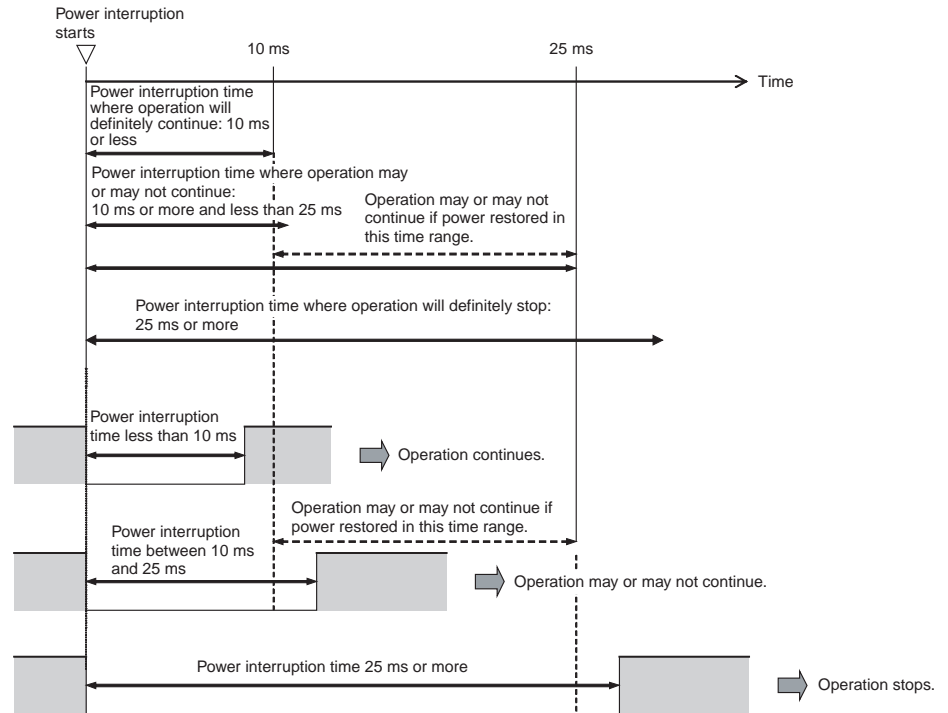 Power interruption
starts
10 ms
25 ms
Time
Power interruption time
where operation will
definitely continue: 10 ms
or less
Power interruption time where operation may
or may not continue:
10 ms or more and less than 25 ms
Operation may or may not
continue if power restored in
this time range.
Power interruption time where operation will definitely stop:
25 ms or more
Power interruption
time less than 10 ms
Operation continues.
Operation may or may not continue if
power restored in this time range.
Power interruption
time between 10 ms
and 25 ms
Operation may or may not continue.
Power interruption time 25 ms or more
Operation stops.